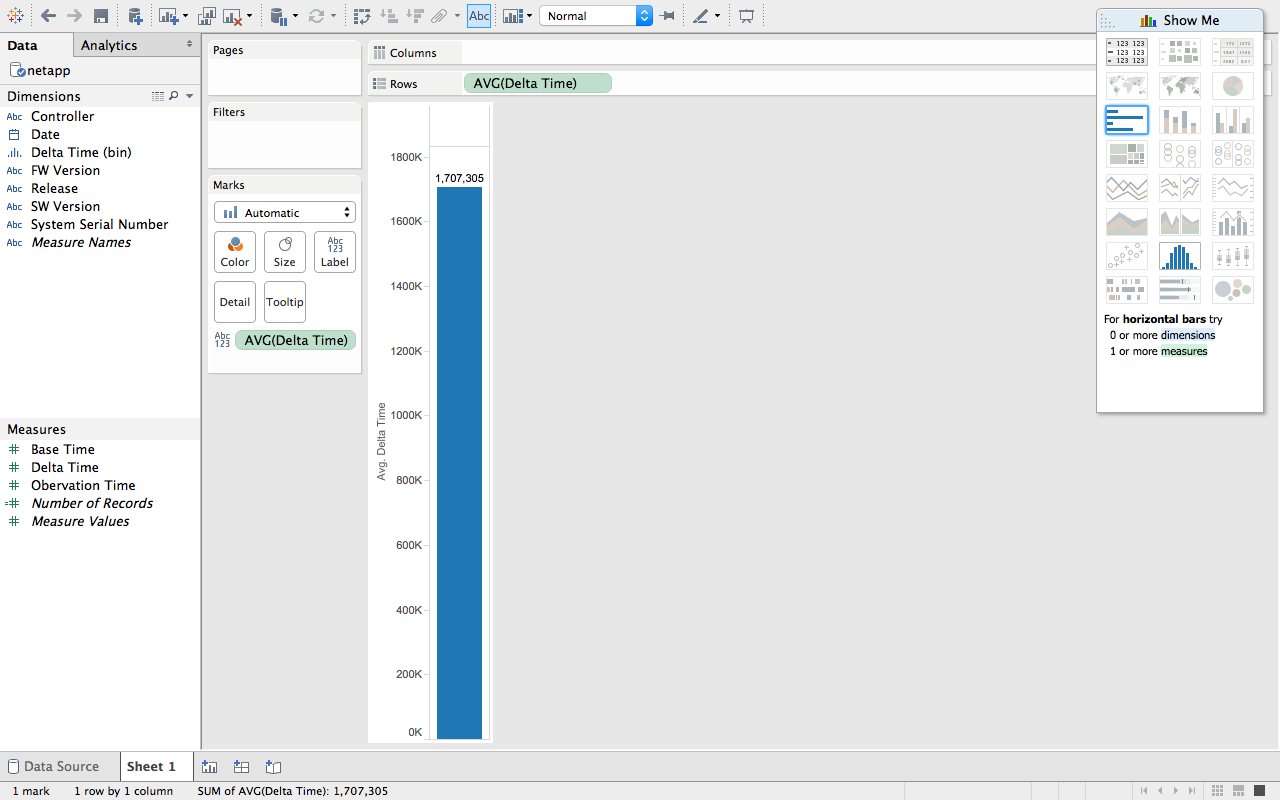 Abc
Normal
Show Me
Data
Analytics
netapp
Dimensions
Abc Controller
Date
Delta Time (bin)
Abc FW Version
Abc Release
Abc SW Version
Abc System Serial Number
Abc Measure Names
Measures
Base Time
Delta Time
Obervation Time
Number of Records
Measure Values
Pages
Filters
Marks
Automatic
Color
Size
Abc
123
Label
Detail
Tooltip
Abc
123
AVG(Delta Time)
Columns
Rows
AVG(Delta Time)
1,707,305
1800K
1600K
1400K
1200K
1000K
800K
600K
400K
200K
0K
Avg. Delta Time
For horizontal bars try
0 or more dimensions
1 or more measures
Data Source
Sheet 1
1 mark
1 row by 1 column
SUM of AVG(Delta Time): 1,707,305